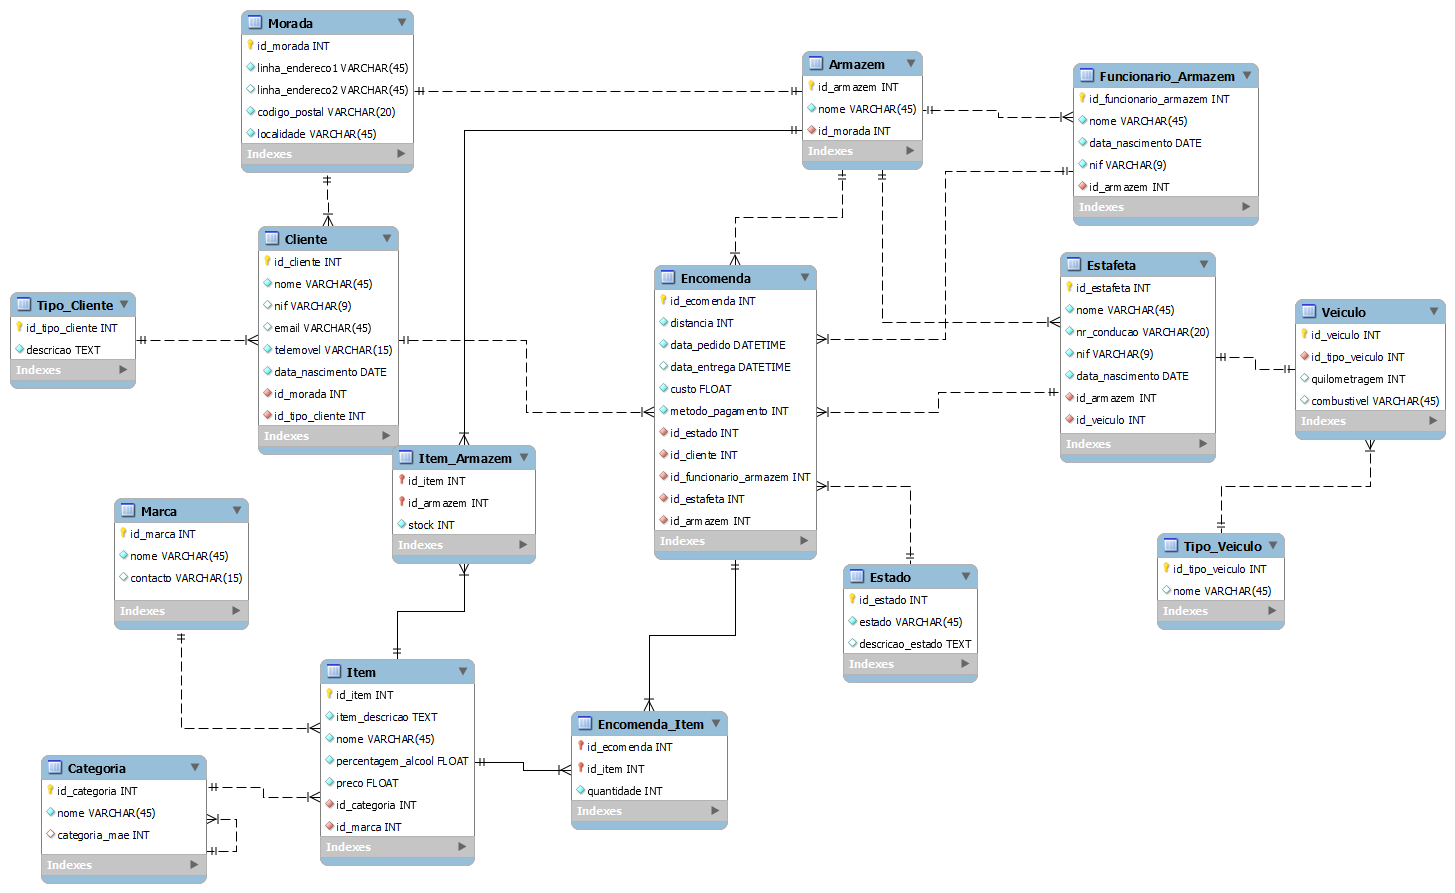 Morada
id_morada INT
linha_endereco1 VARCHAR(45)
linha_endereco2 VARCHAR(45)
codigo_postal VARCHAR(20)
localidade VARCHAR(45)
Indexes
Armazem
id_armazem INT
nome VARCHAR(45)
id_morada INT
Indexes
Funcionario_Armazem
id_funcionario_armazem INT
nome VARCHAR(45)
data_nascimento DATE
nif VARCHAR(9)
id_armazem INT
Indexes
Tipo_Cliente
id_tipo_cliente INT
descricao TEXT
Indexes
Cliente
id_cliente INT
nome VARCHAR(45)
nif VARCHAR(9)
email VARCHAR(45)
telemovel VARCHAR(15)
data_nascimento DATE
id_morada INT
id_tipo_cliente INT
Indexes
Encomenda
id_ecomenda INT
distancia INT
data_pedido DATETIME
data_entrega DATETIME
custo FLOAT
metodo_pagamento INT
id_estado INT
id_cliente INT
id_funcionario_armazem INT
id_estafeta INT
id_armazem INT
Indexes
Estafeta
id_estafeta INT
nome VARCHAR(45)
nr_conducao VARCHAR(20)
nif VARCHAR(9)
data_nascimento DATE
id_armazem INT
id_veiculo INT
Indexes
Veiculo
id_veiculo INT
id_tipo_veiculo INT
quilometragem INT
combustivel VARCHAR(45)
Indexes
Item_Armazem
id_item INT
id_armazem INT
stock INT
Indexes
Marca
id_marca INT
nome VARCHAR(45)
contacto VARCHAR(15)
Indexes
Estado
id_estado INT
estado VARCHAR(45)
descricao_estado TEXT
Indexes
Tipo_Veiculo
id_tipo_veiculo INT
nome VARCHAR(45)
Indexes
Item
id_item INT
item_descricao TEXT
nome VARCHAR(45)
percentagem_alcool FLOAT
preco FLOAT
id_categoria INT
id_marca INT
Indexes
Encomenda_Item
id_ecomenda INT
id_item INT
quantidade INT
Indexes
Categoria
id_categoria INT
nome VARCHAR(45)
categoria_mae INT
Indexes